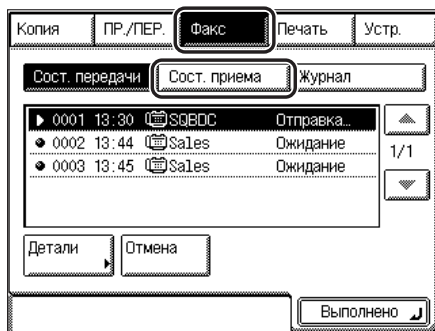 Копия ПР./ПЕР. Факс Печать Устр.
Сост. передачи Сост. приема Журнал
0001 13:30 SQBDC Отправка...
0002 13:44 Sales Ожидание
0003 13:45 Sales Ожидание
1/1
Детали Отмена
Выполнено